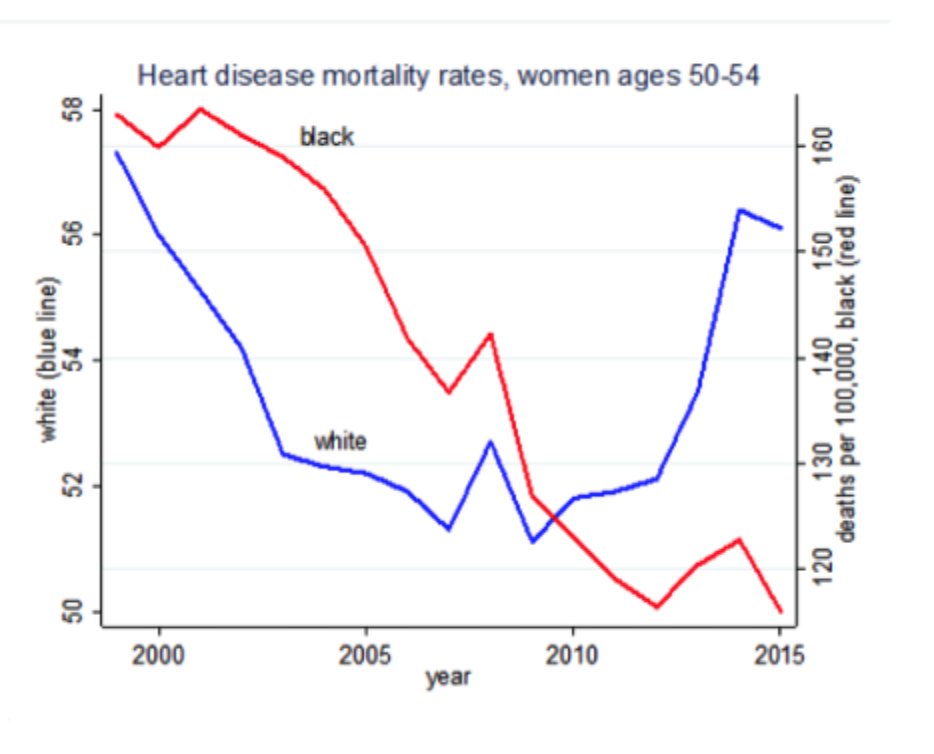 Heart disease mortality rates, women ages 50-54
58
56
54
52
50
white (blue line)
black
white
160
150
140
130
120
deaths per 100,000, black (red line)
2000
2005
2010
2015
year